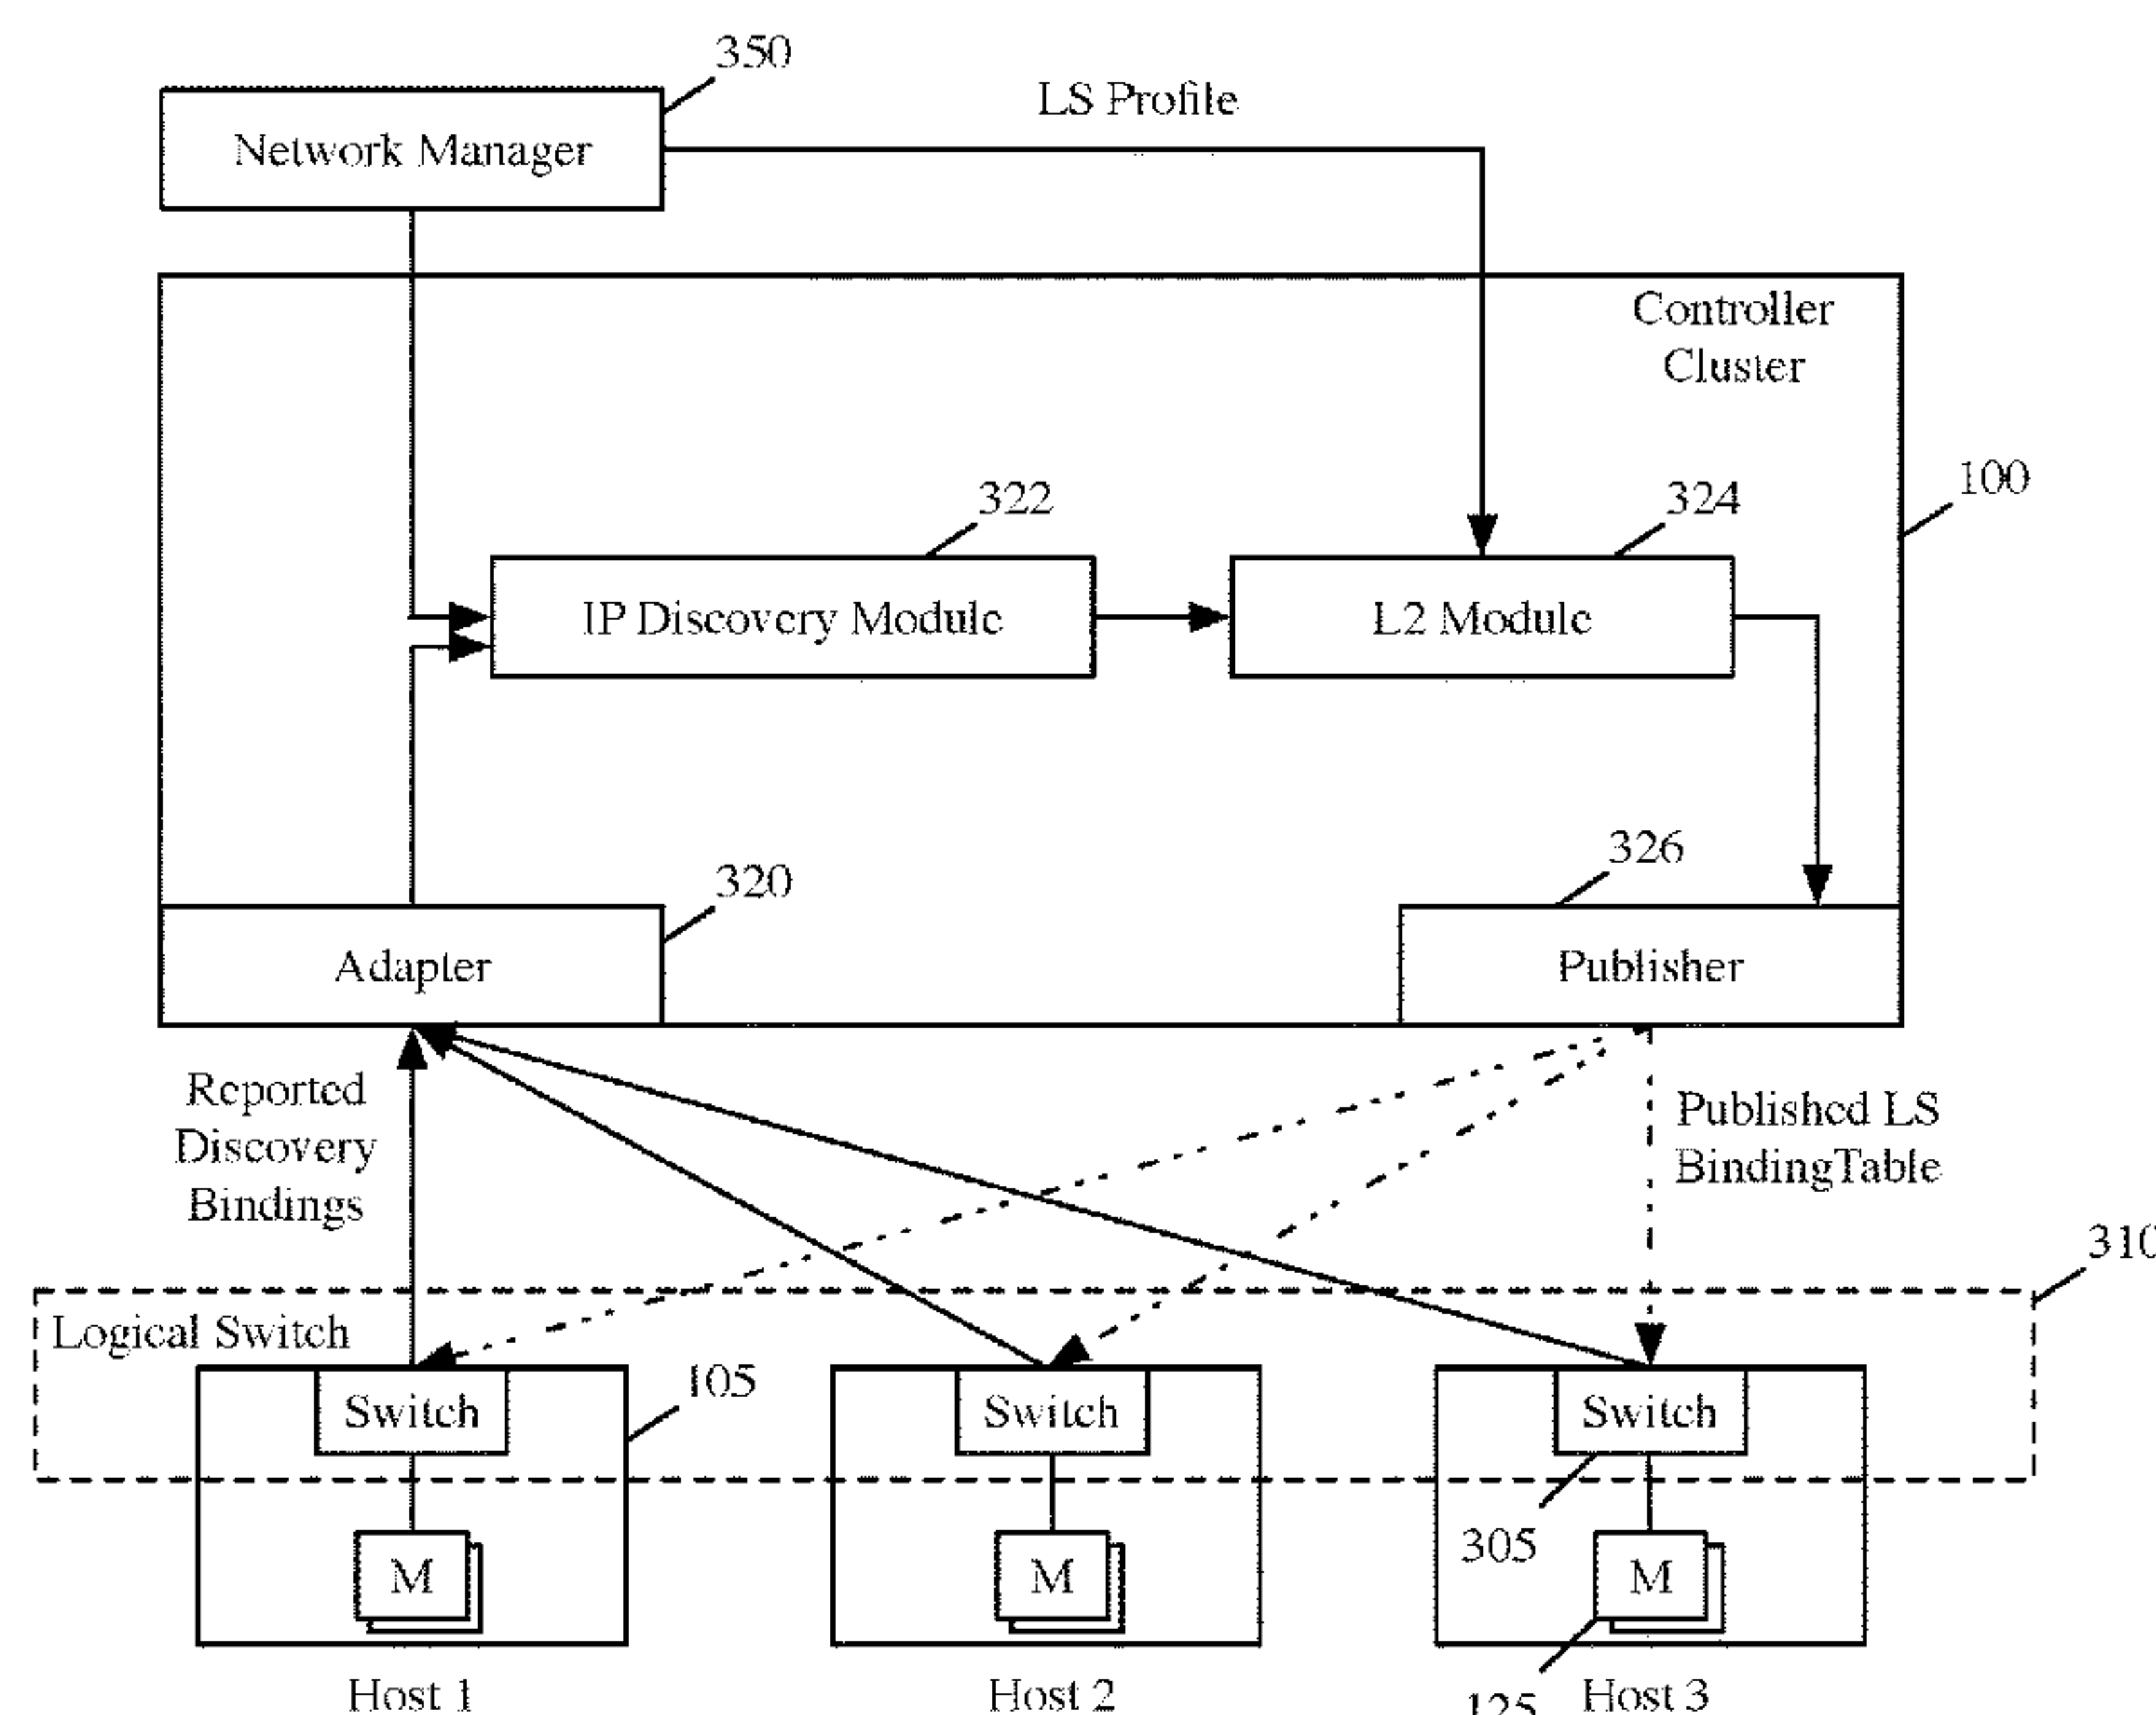 350
LS Profile
Network Manager
Controller
Cluster
100
322
324
IP Discovery Module
L2 Module
320
326
Adapter
Publisher
Reported
Discovery
Bindings
Published LS
BindingTable
310
Logical Switch
105
Switch
Switch
Switch
305
M
M
M
Host 1
Host 2
125
Host 3